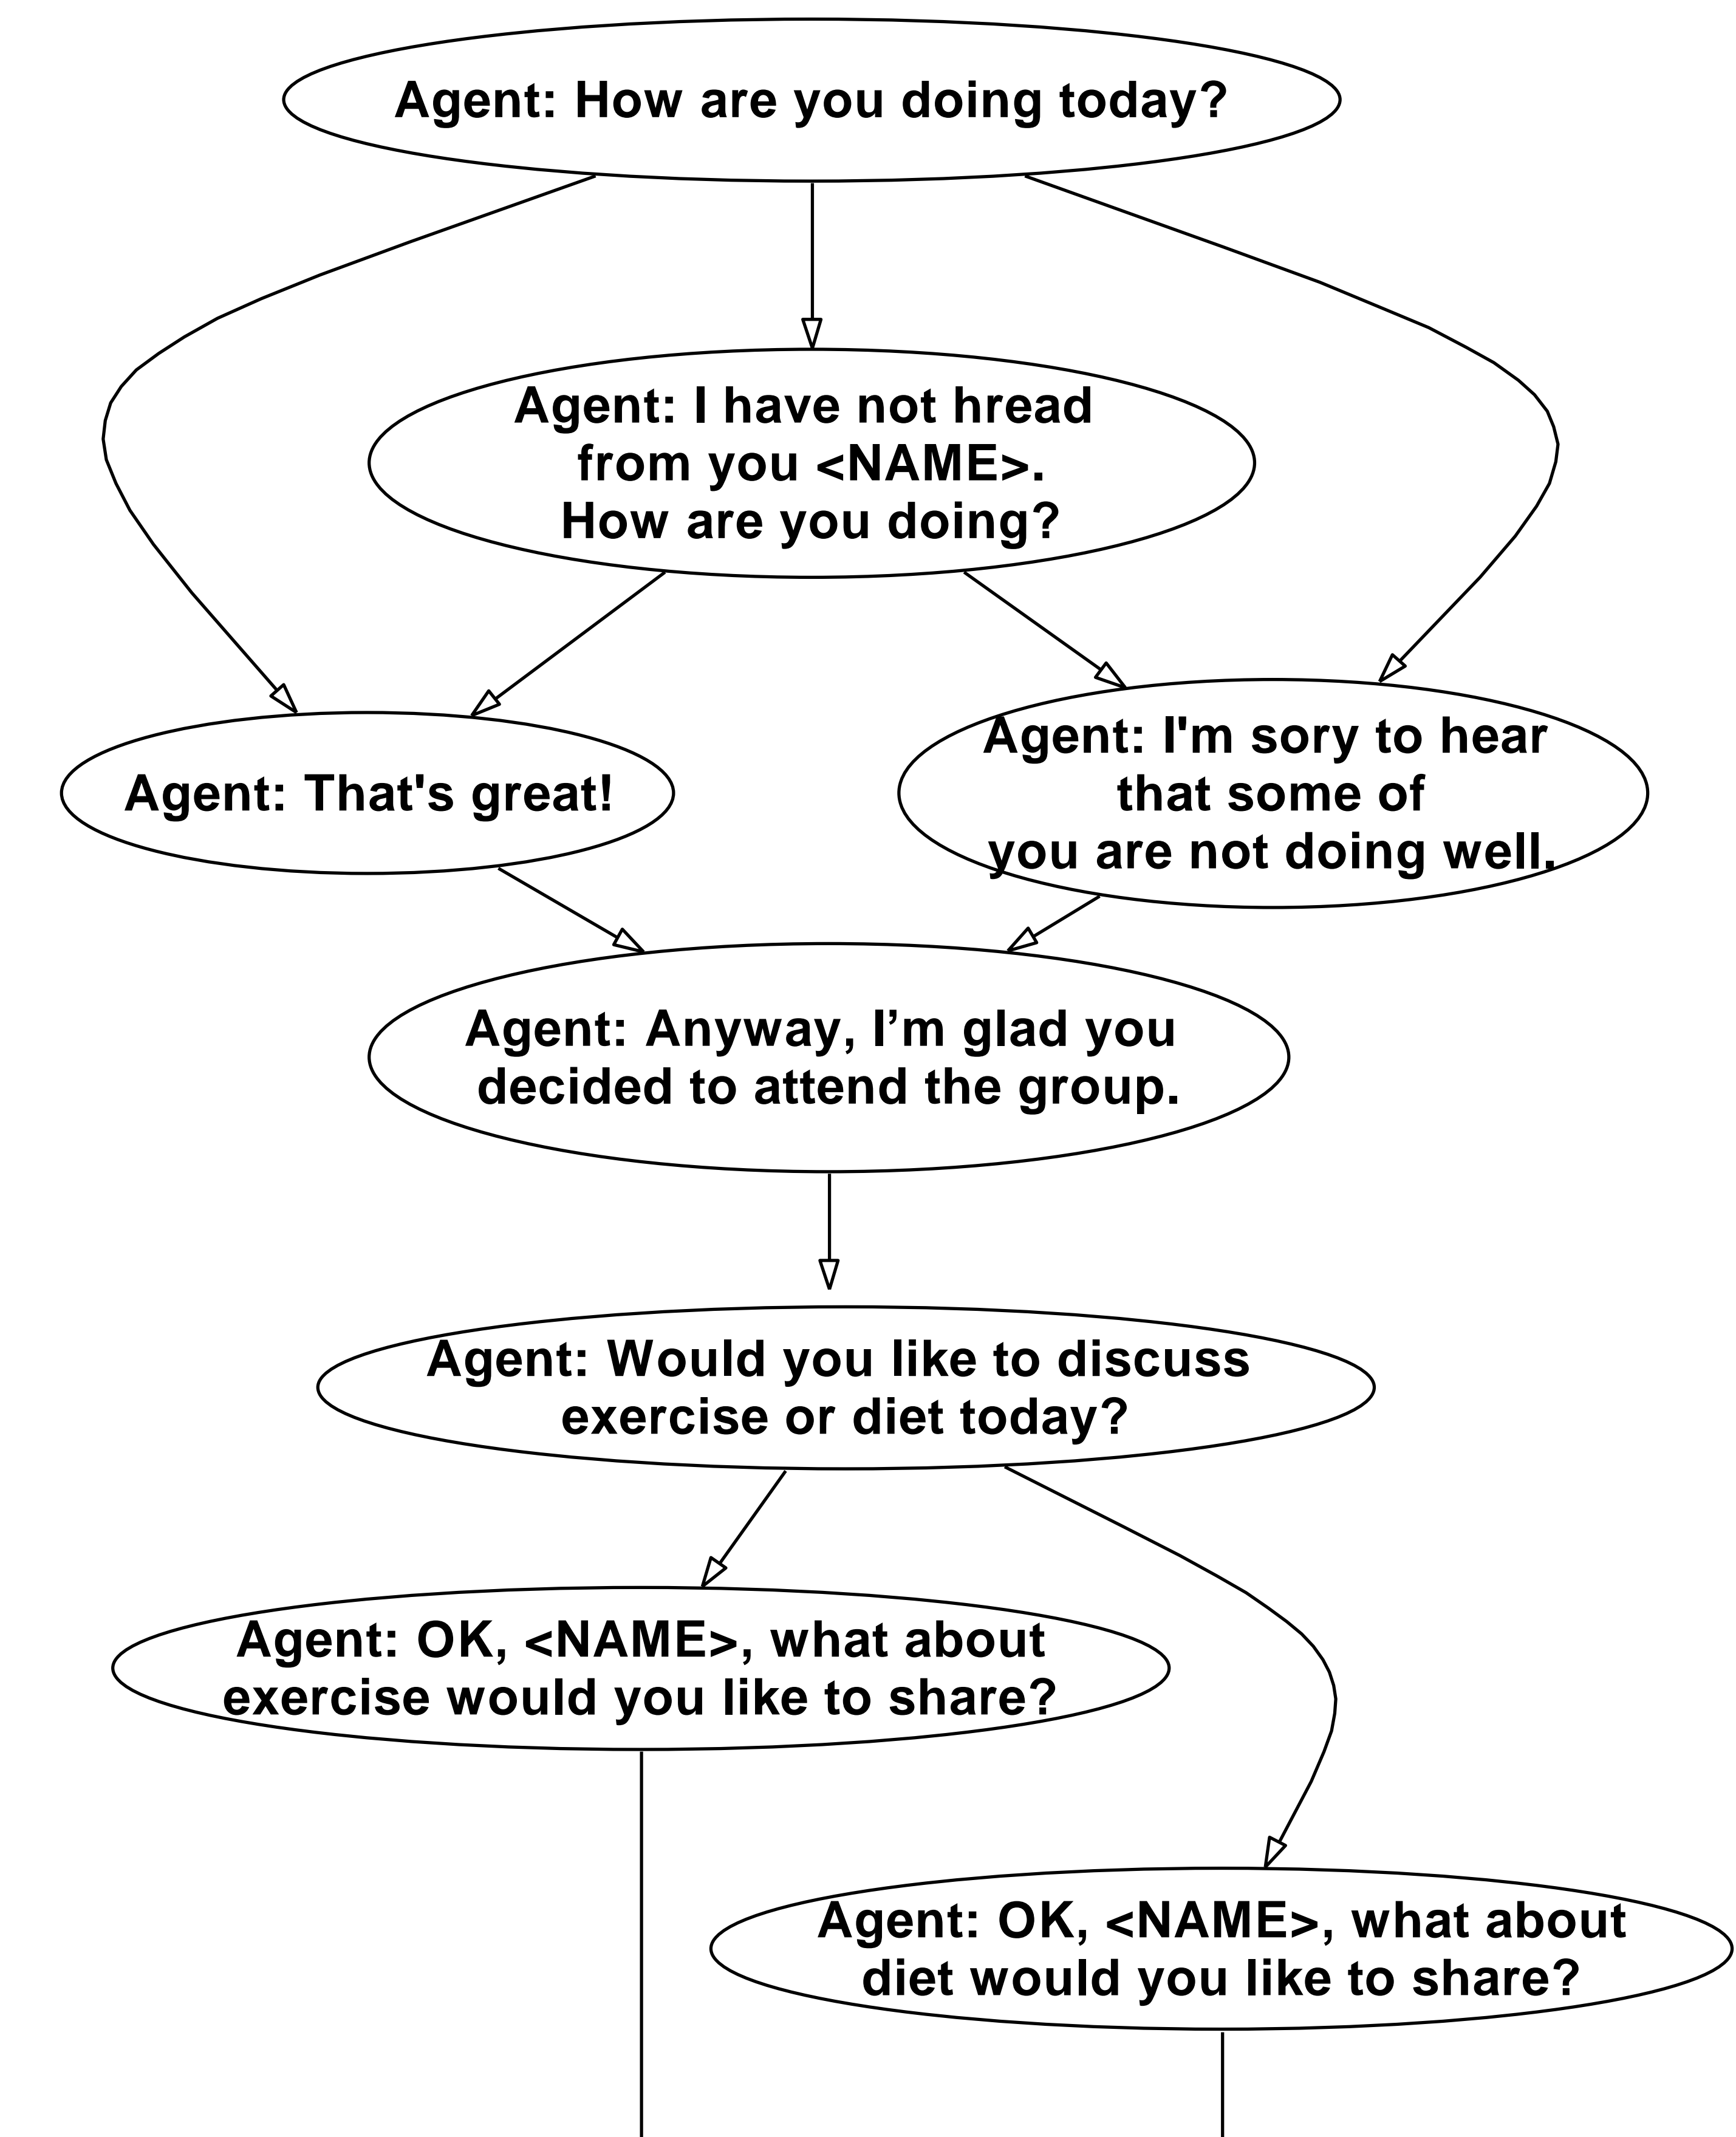 Agent: How are you doing today?
Agent: I have not hread
from you <NAME>.
How are you doing?
Agent: That's great!
Agent: I'm sory to hear
that some of
you are not doing well.
Agent: Anyway, I’m glad you
decided to attend the group.
Agent: Would you like to discuss
exercise or diet today?
Agent: OK, <NAME>, what about
exercise would you like to share?
Agent: OK, <NAME>, what about
diet would you like to share?